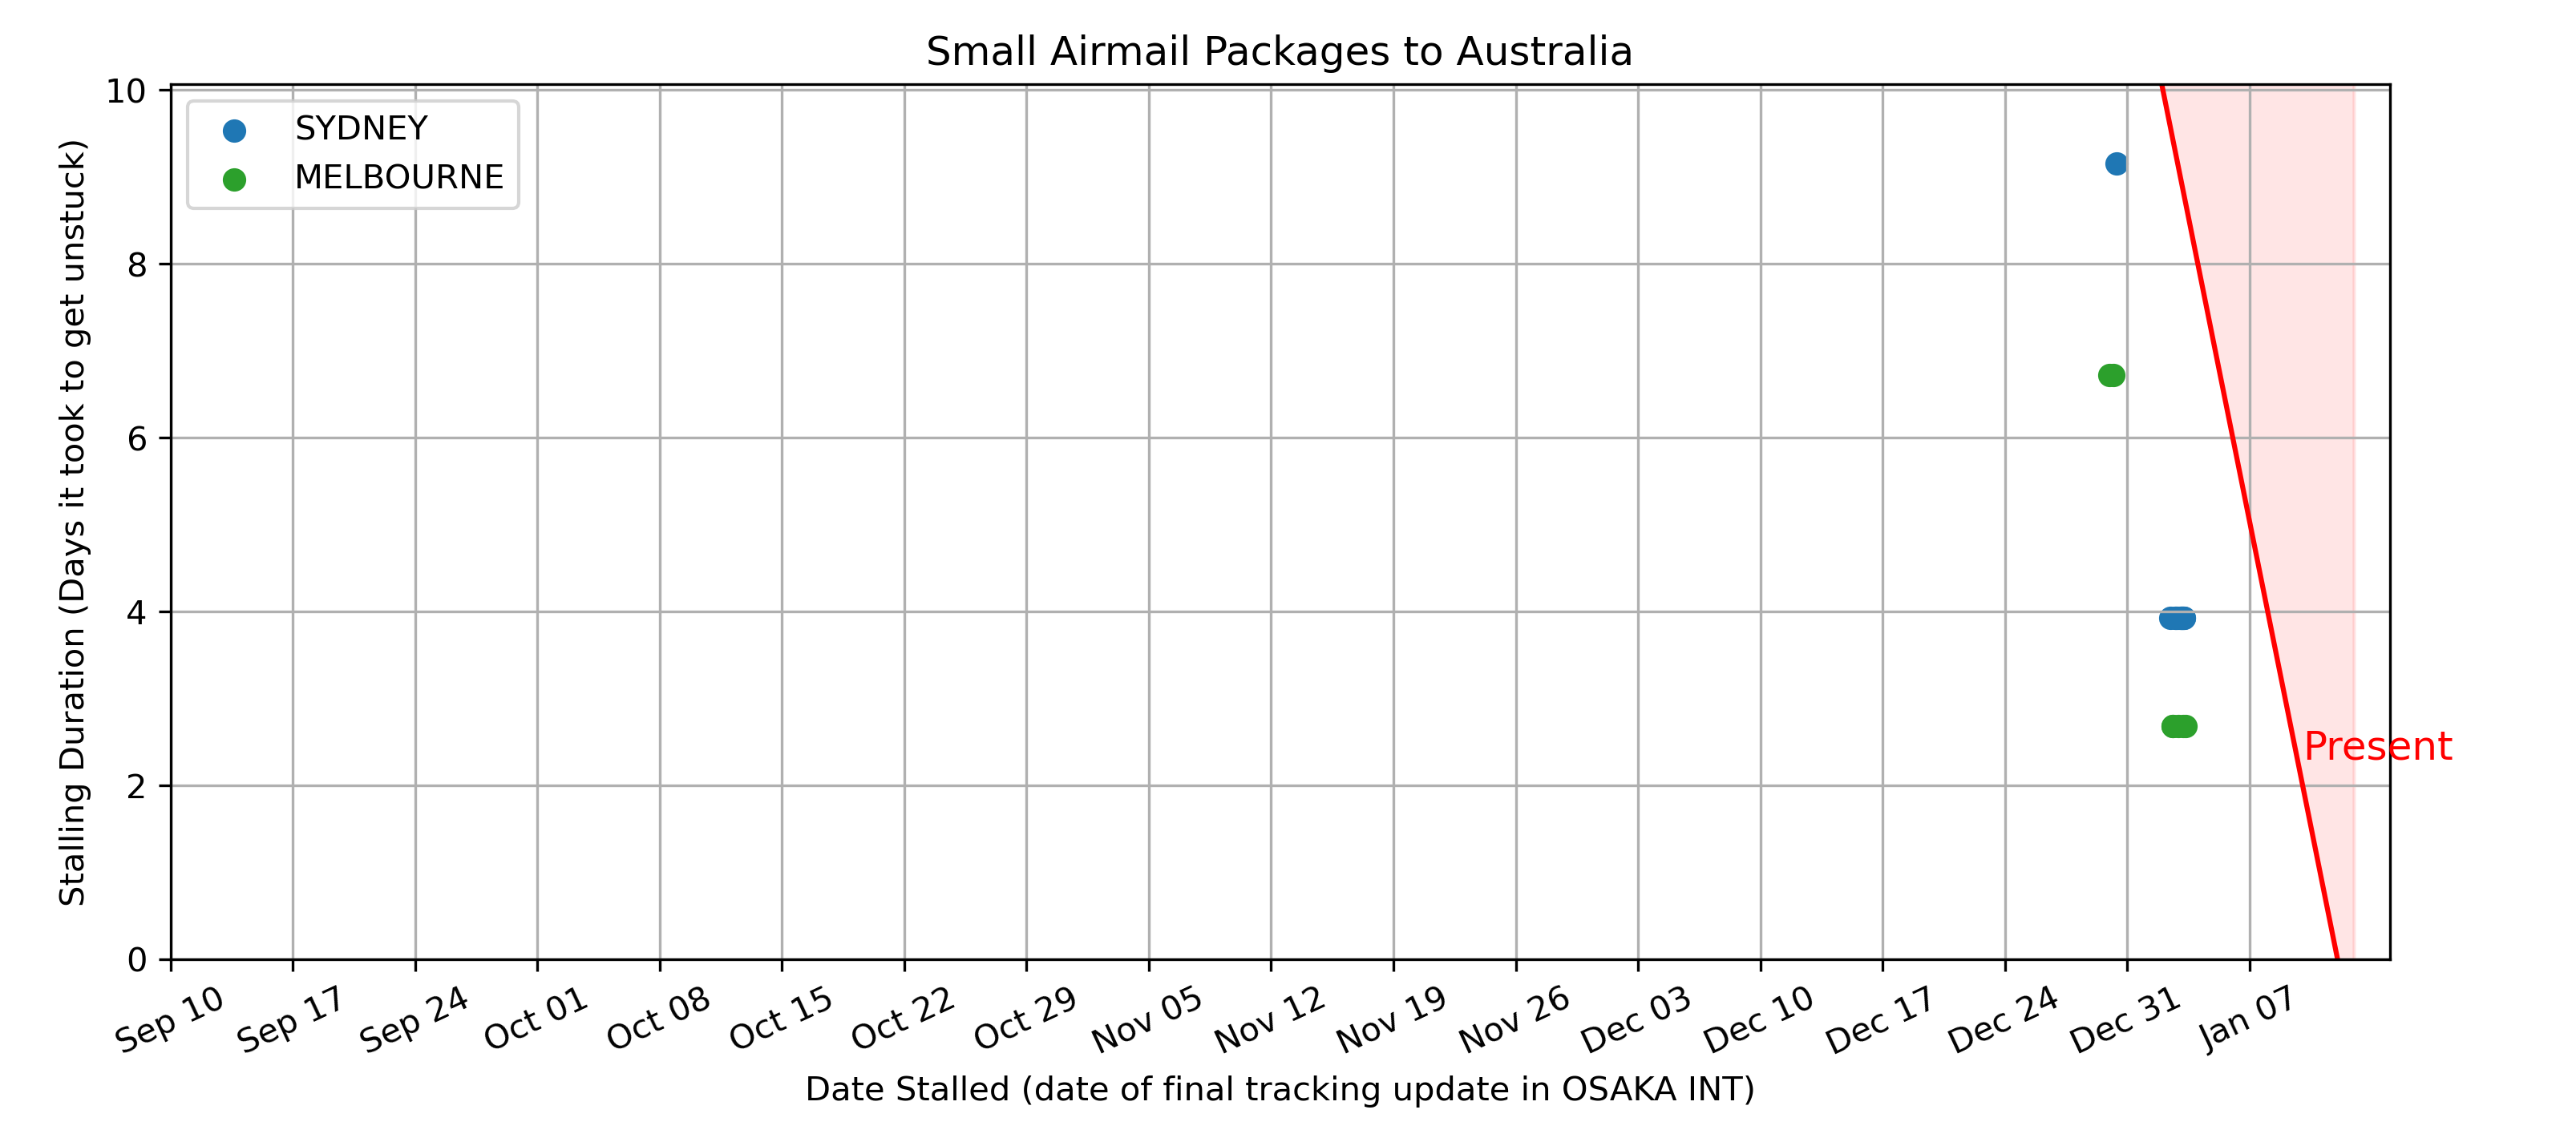 Small Airmail Packages to Australia
SYDNEY
MELBOURNE
Stalling Duration (Days it took to get unstuck)
10
8
6
4
2
0
Present
Sep 10
Sep 17
Sep 24
Oct 01
Oct 08
Oct 15
Oct 22
Oct 29
Nov 05
Nov 12
Nov 19
Nov 26
Dec 03
Dec 10
Dec 17
Dec 24
Dec 31
Jan 07
Date Stalled (date of final tracking update in OSAKA INT)